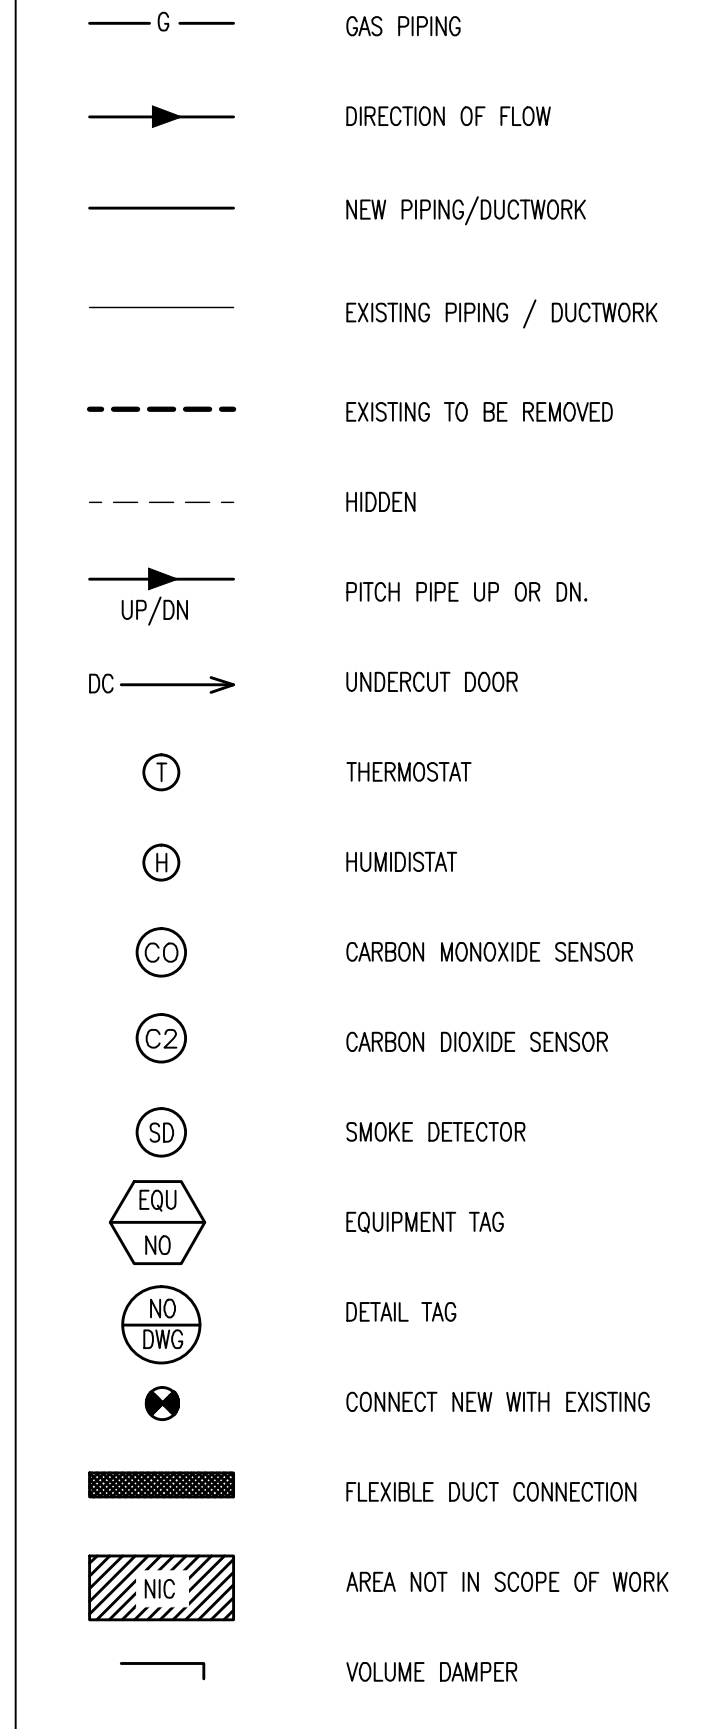 G GAS PIPING
DIRECTION OF FLOW
NEW PIPING/DUCTWORK
EXISTING PIPING / DUCTWORK
EXISTING TO BE REMOVED
HIDDEN
UP/DN PITCH PIPE UP OR DN.
DC UNDERCUT DOOR
T THERMOSTAT
H HUMIDISTAT
CO CARBON MONOXIDE SENSOR
C2 CARBON DIOXIDE SENSOR
SD SMOKE DETECTOR
EQU
NO
EQUIPMENT TAG
NO
DWG
DETAIL TAG
CONNECT NEW WITH EXISTING
FLEXIBLE DUCT CONNECTION
NIC AREA NOT IN SCOPE OF WORK
VOLUME DAMPER